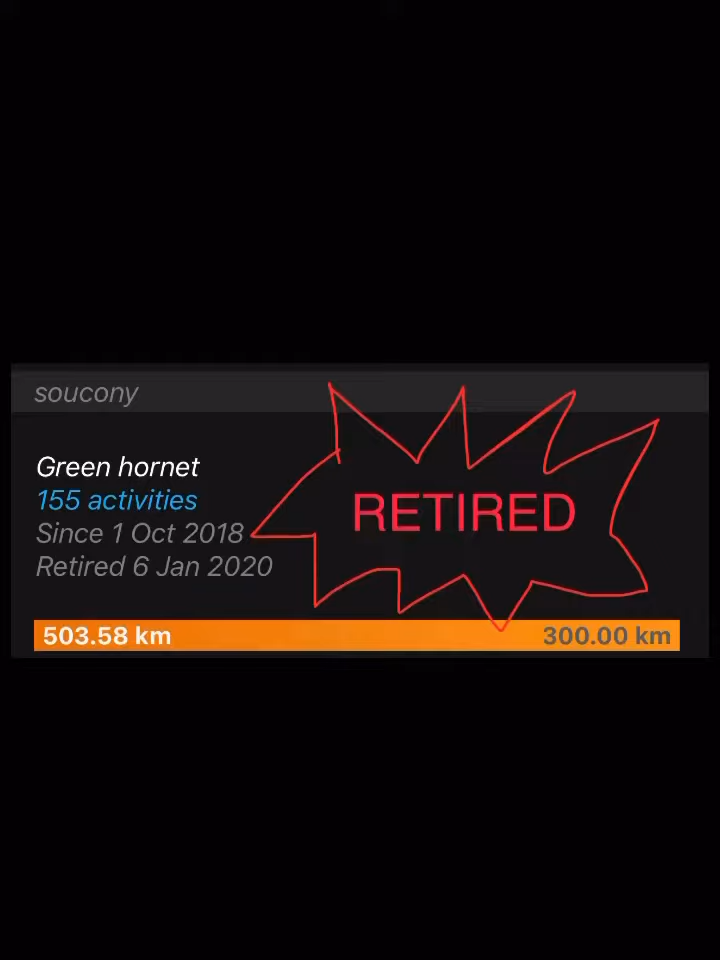 soucony
Green hornet
155 activities
Since 1 Oct 2018
Retired 6 Jan 2020
RETIRED
503.58 km 300.00 km